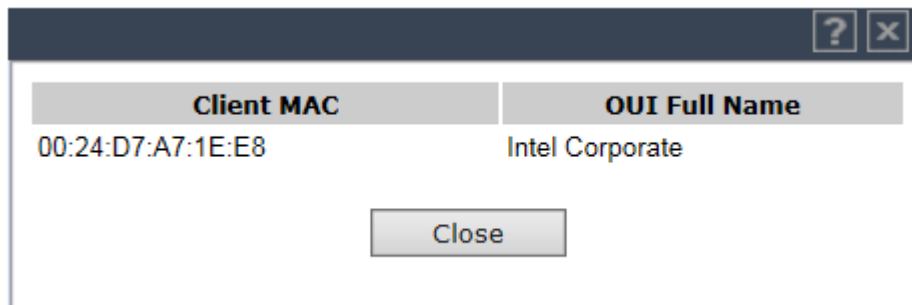 ? ×
Client MAC OUI Full Name
00:24:D7:A7:1E:E8 Intel Corporate
Close